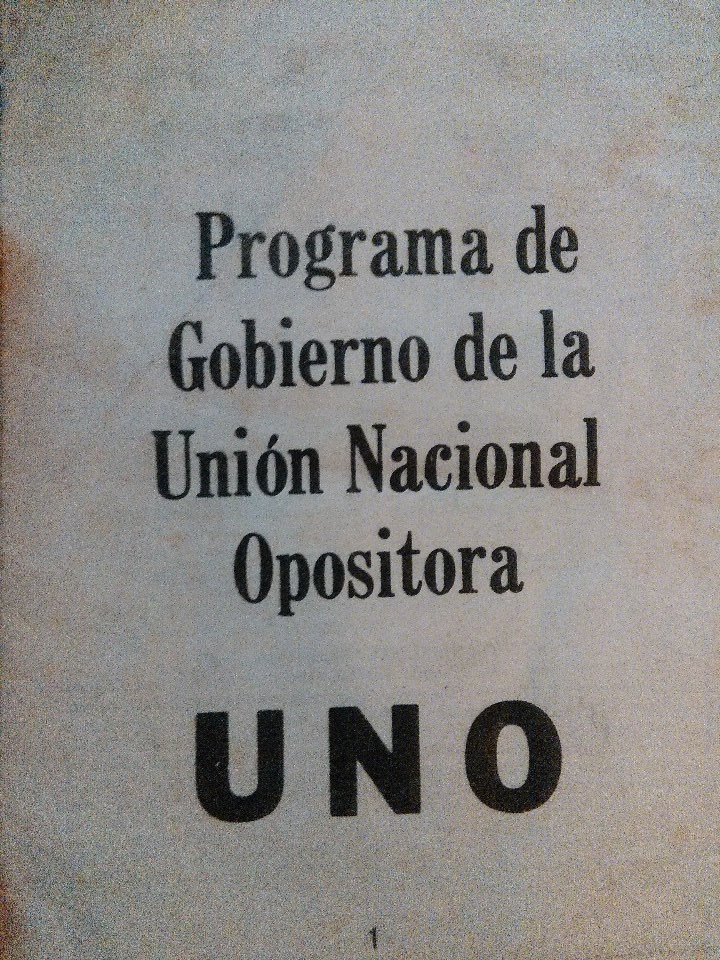 Programa de
Gobierno de la
Unión Nacional
Opositora
UNO
1